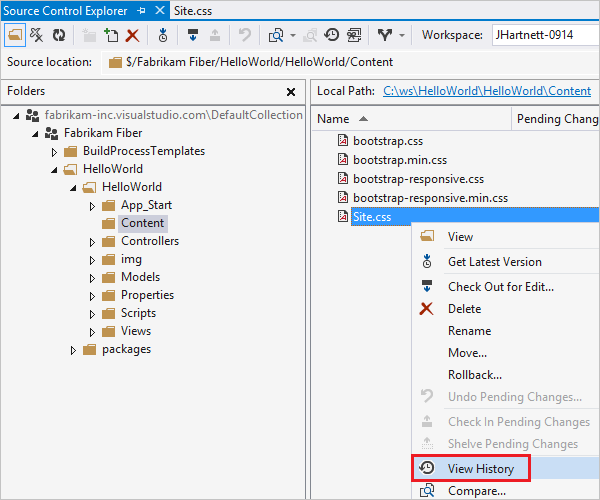 Source Control Explorer Site.css
Workspace: JHartnett-0914
Source location: $/Fabrikam Fiber/HelloWorld/HelloWorld/Content
Folders
Local Path: C:\ws\HelloWorld\HelloWorld\Content
Name Pending Chang
fabrikam-inc.visualstudio.com\DefaultCollection
Fabrikam Fiber
BuildProcessTemplates
HelloWorld
HelloWorld
App_Start
Content
Controllers
img
Models
Properties
Scripts
Views
packages
bootstrap.css
bootstrap.min.css
bootstrap-responsive.css
bootstrap-responsive.min.css
Site.css
View
Get Latest Version
Check Out for Edit...
Delete
Rename
Move...
Rollback...
Undo Pending Changes...
Check In Pending Changes
Shelve Pending Changes
View History
Compare...